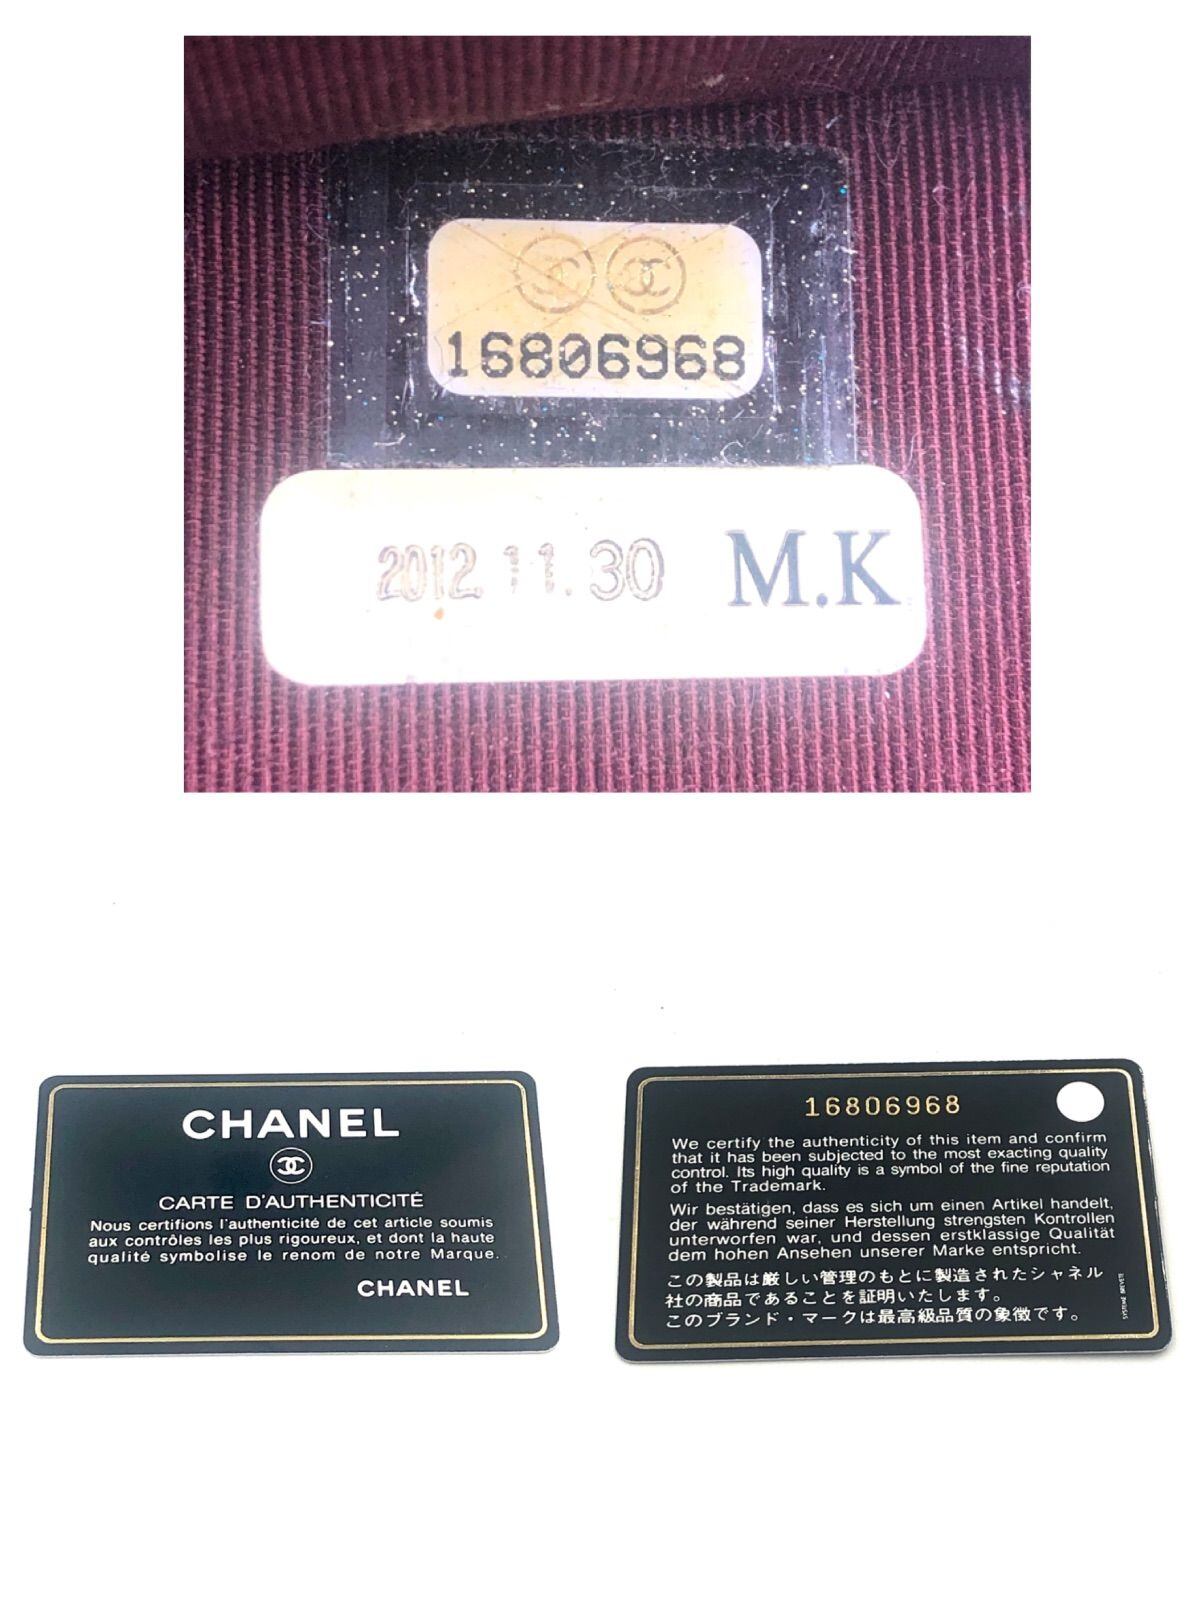 16806968
2012.11.30 M.K
CHANEL
CARTE D'AUTHENTICITÉ
Nous certifions l'authenticité de cet article soumis
aux contrôles les plus rigoureux, et dont la haute
qualité symbolise le renom de notre Marque.
CHANEL
16806968
We certify the authenticity of this item and confirm
that it has been subjected to the most exacting quality
control. Its high quality is a symbol of the fine reputation
of the Trademark.
Wir bestätigen, dass es sich um einen Artikel handelt,
der während seiner Herstellung strengsten Kontrollen
unterworfen war, und dessen erstklassige Qualität
dem hohen Ansehen unserer Marke entspricht.
この製品は厳しい管理のもとに製造されたシャネル
社の商品であることを証明いたします。
このブランド・マークは最高級品質の象徴です。
SYSTEME BREVETE